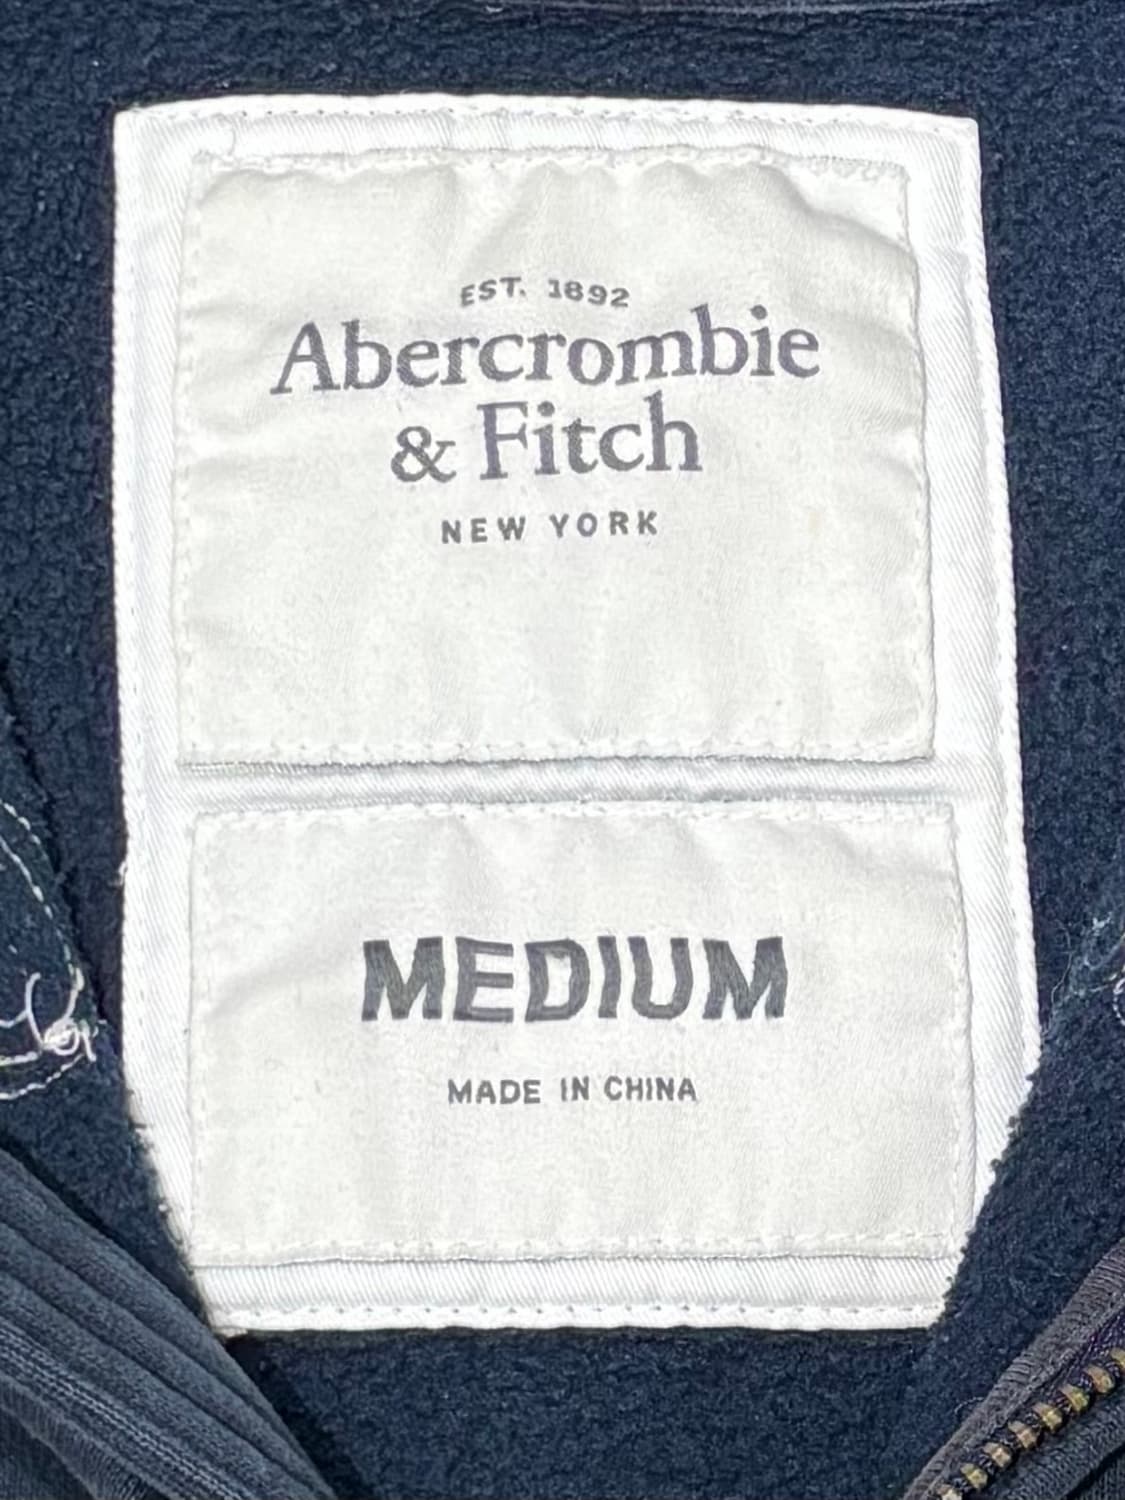 EST. 1892
Abercrombie
& Fitch
NEW YORK
MEDIUM
MADE IN CHINA